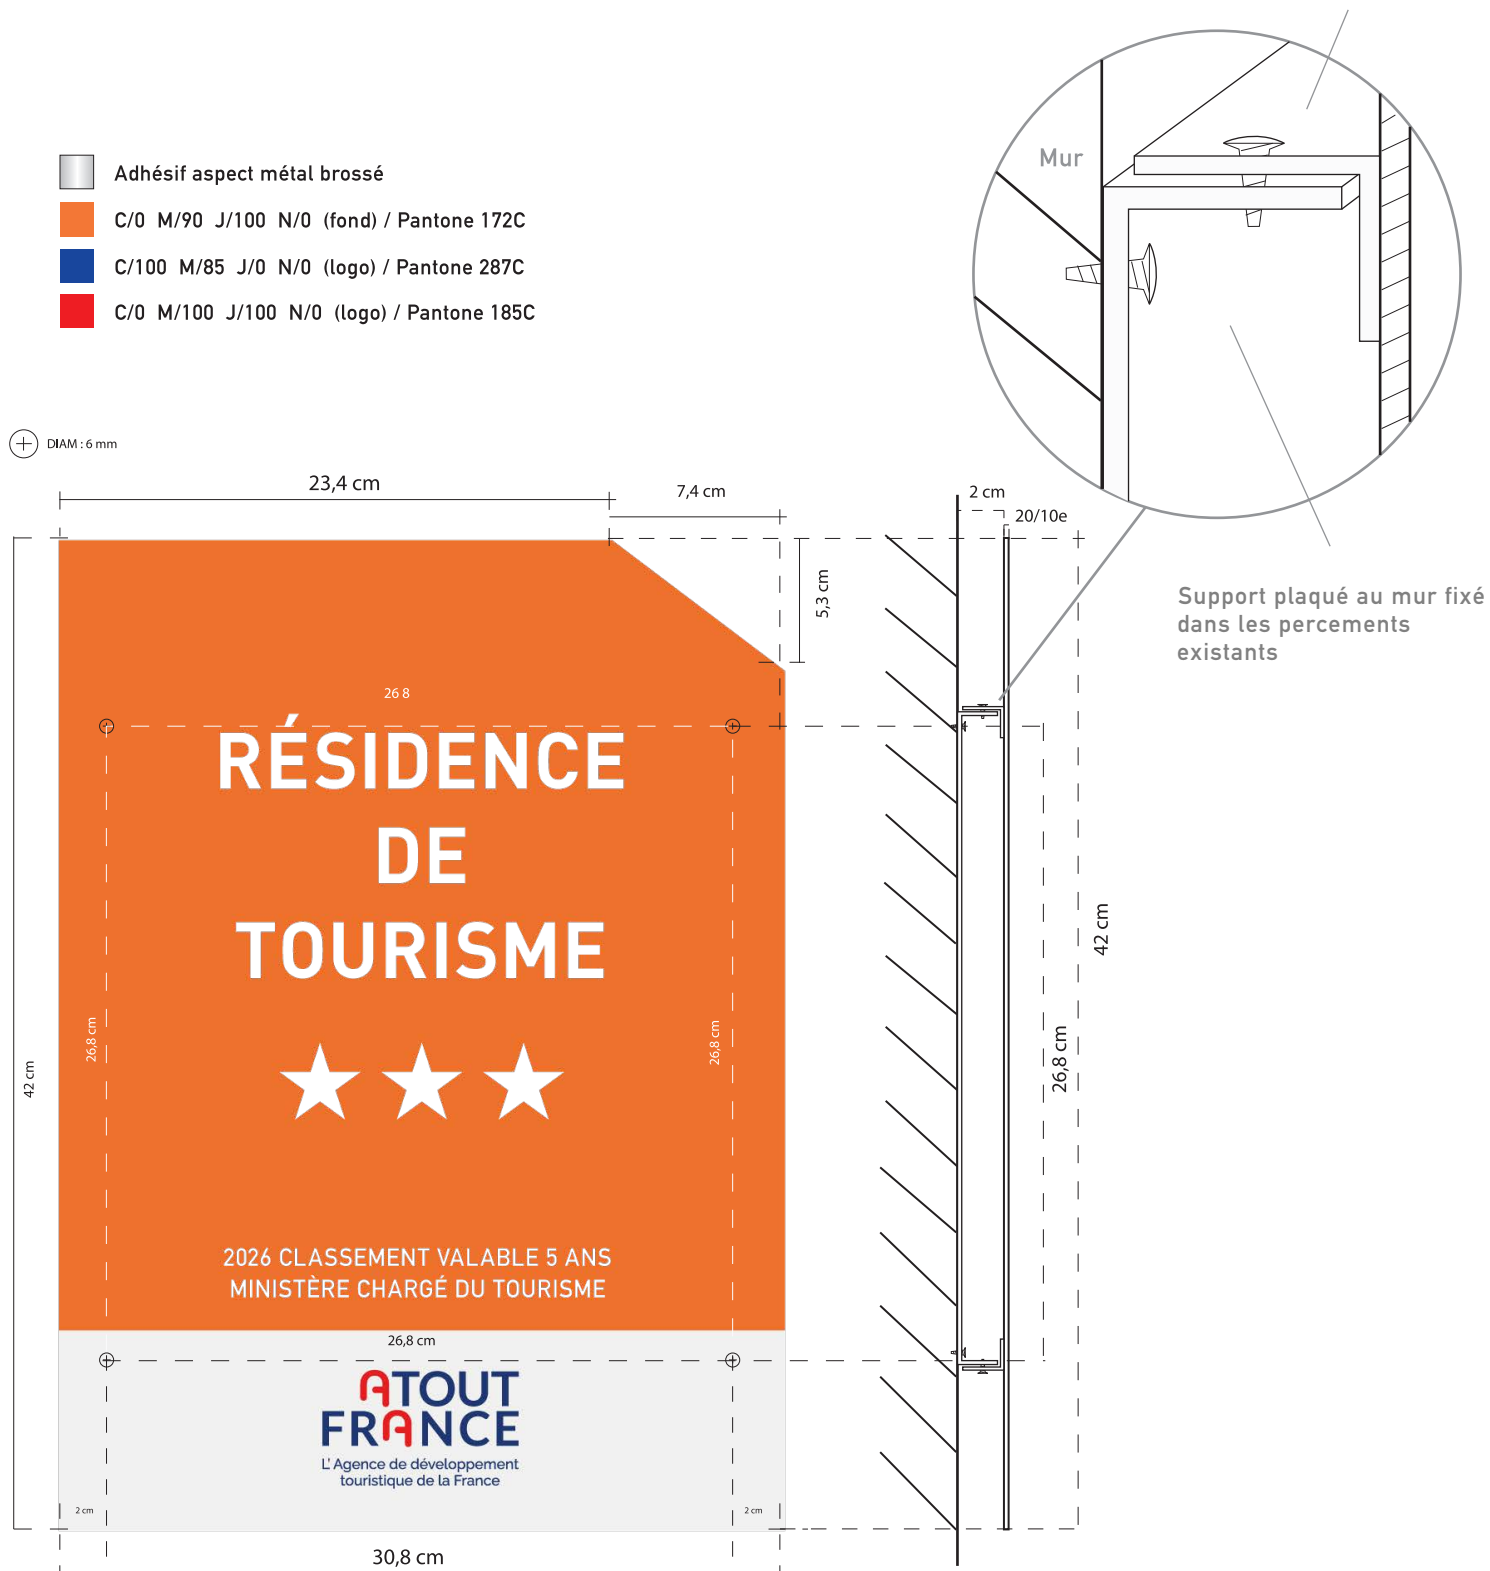 Adhésif aspect métal brossé
C/0 M/90 J/100 N/0 (fond) / Pantone 172C
C/100 M/85 J/0 N/0 (logo) / Pantone 287C
C/0 M/100 J/100 N/0 (logo) / Pantone 185C
Mur
DIAM : 6 mm
23,4 cm
7,4 cm
2 cm
20/10e
5,3 cm
Support plaqué au mur fixé
dans les percements
existants
26 8
RÉSIDENCE
DE
TOURISME
26,8 cm
26,8 cm
42 cm
42 cm
26,8 cm
2026 CLASSEMENT VALABLE 5 ANS
MINISTÈRE CHARGÉ DU TOURISME
26,8 cm
ATOUT
FRANCE
L'Agence de développement
touristique de la France
2 cm
2 cm
30,8 cm